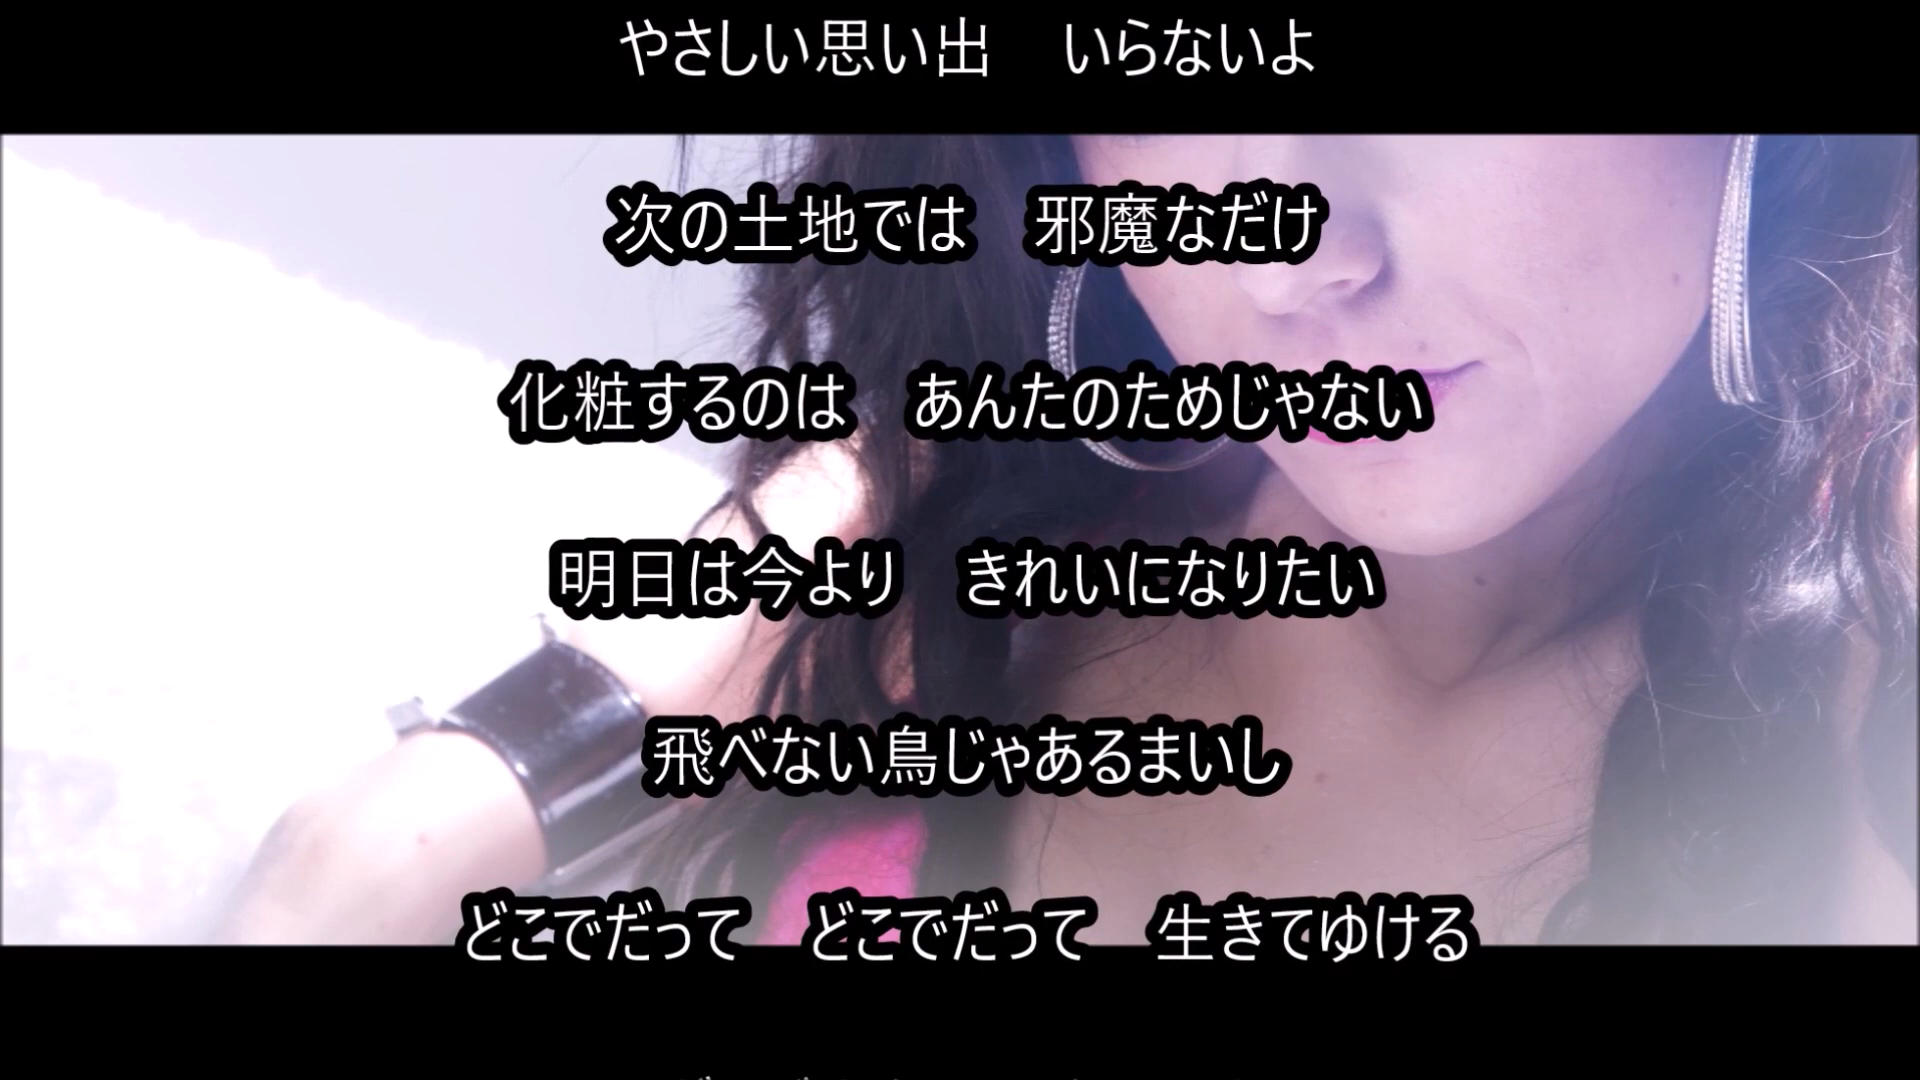 やさしい思い出　いらないよ
次の土地では　邪魔なだけ
化粧するのは　あんたのためじゃない
明日は今より　きれいになりたい
飛べない鳥じゃあるまいし
どこでだって　どこでだって　生きてゆける